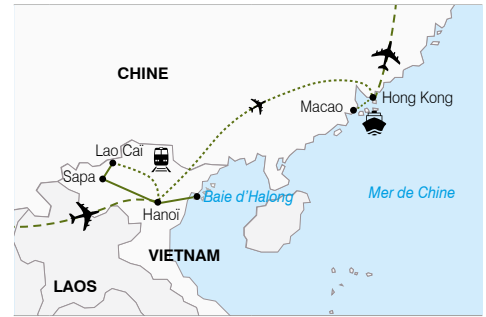 CHINE
Hong Kong
Macao
Lao Caï
Sapa
Baie d'Halong
Mer de Chine
Hanoï
VIETNAM
LAOS